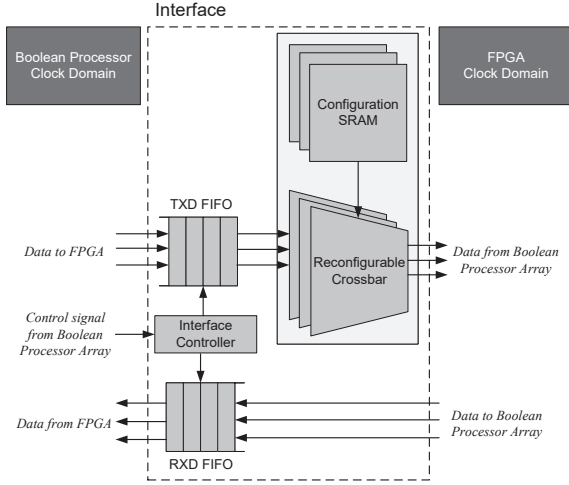 Interface
Boolean Processor
Clock Domain
FPGA
Clock Domain
Configuration
SRAM
TXD FIFO
Data to FPGA
Reconfigurable
Crossbar
Data from Boolean
Processor Array
Control signal
from Boolean
Processor Array
Interface
Controller
Data from FPGA
Data to Boolean
Processor Array
RXD FIFO